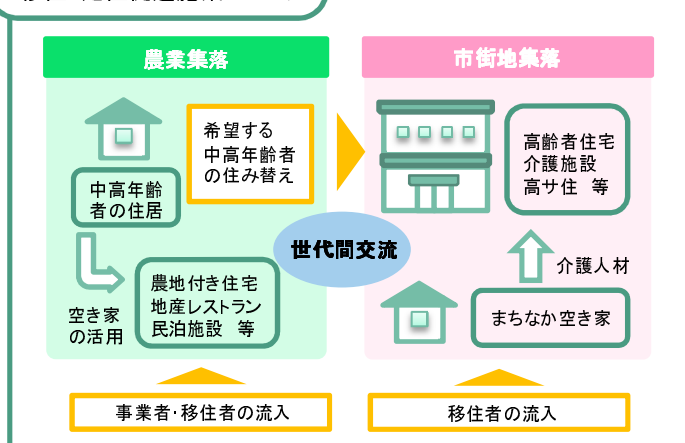 農業集落
市街地集落
希望する
中高年齢者
の住み替え
中高年齢
者の住居
高齢者住宅
介護施設
高サ住 等
世代間交流
農地付き住宅
地産レストラン
民泊施設 等
空き家
の活用
介護人材
まちなか空き家
事業者・移住者の流入
移住者の流入